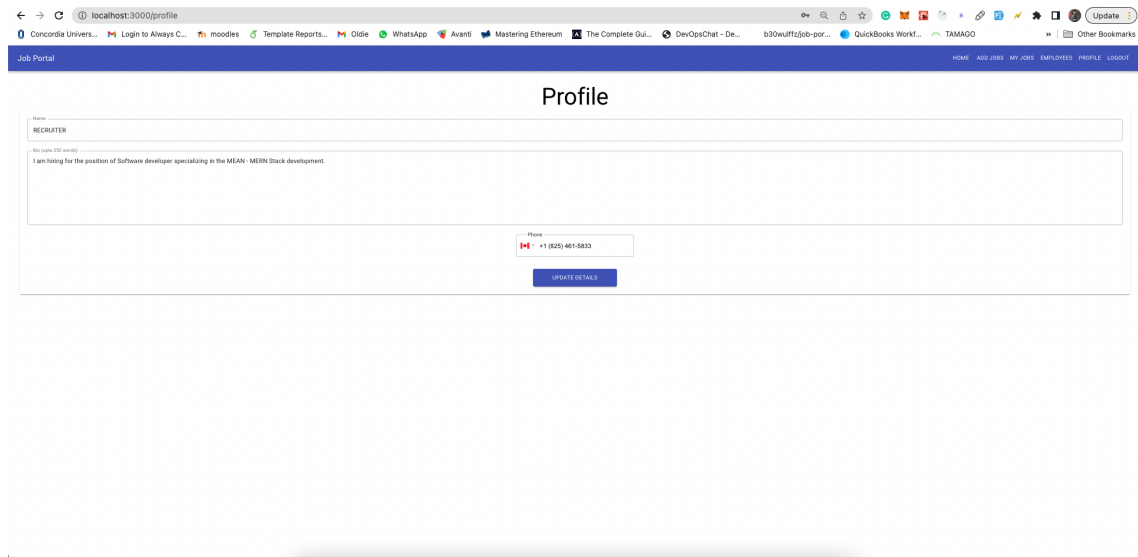 localhost:3000/profile
Update
Concordia Univers... Login to Always C... moodles Template Reports... Oldie WhatsApp Avanti Mastering Ethereum The Complete Gui... DevOpsChat - De... b30wulffz/job-por... QuickBooks Workf... TAMAGO » Other Bookmarks
Job Portal HOME ADD JOBS MY JOBS EMPLOYEES PROFILE LOGOUT
Profile
Name
RECRUITER
Bio (upto 250 words)
I am hiring for the position of Software developer specializing in the MEAN - MERN Stack development.
Phone
+1 (825) 461-5833
UPDATE DETAILS